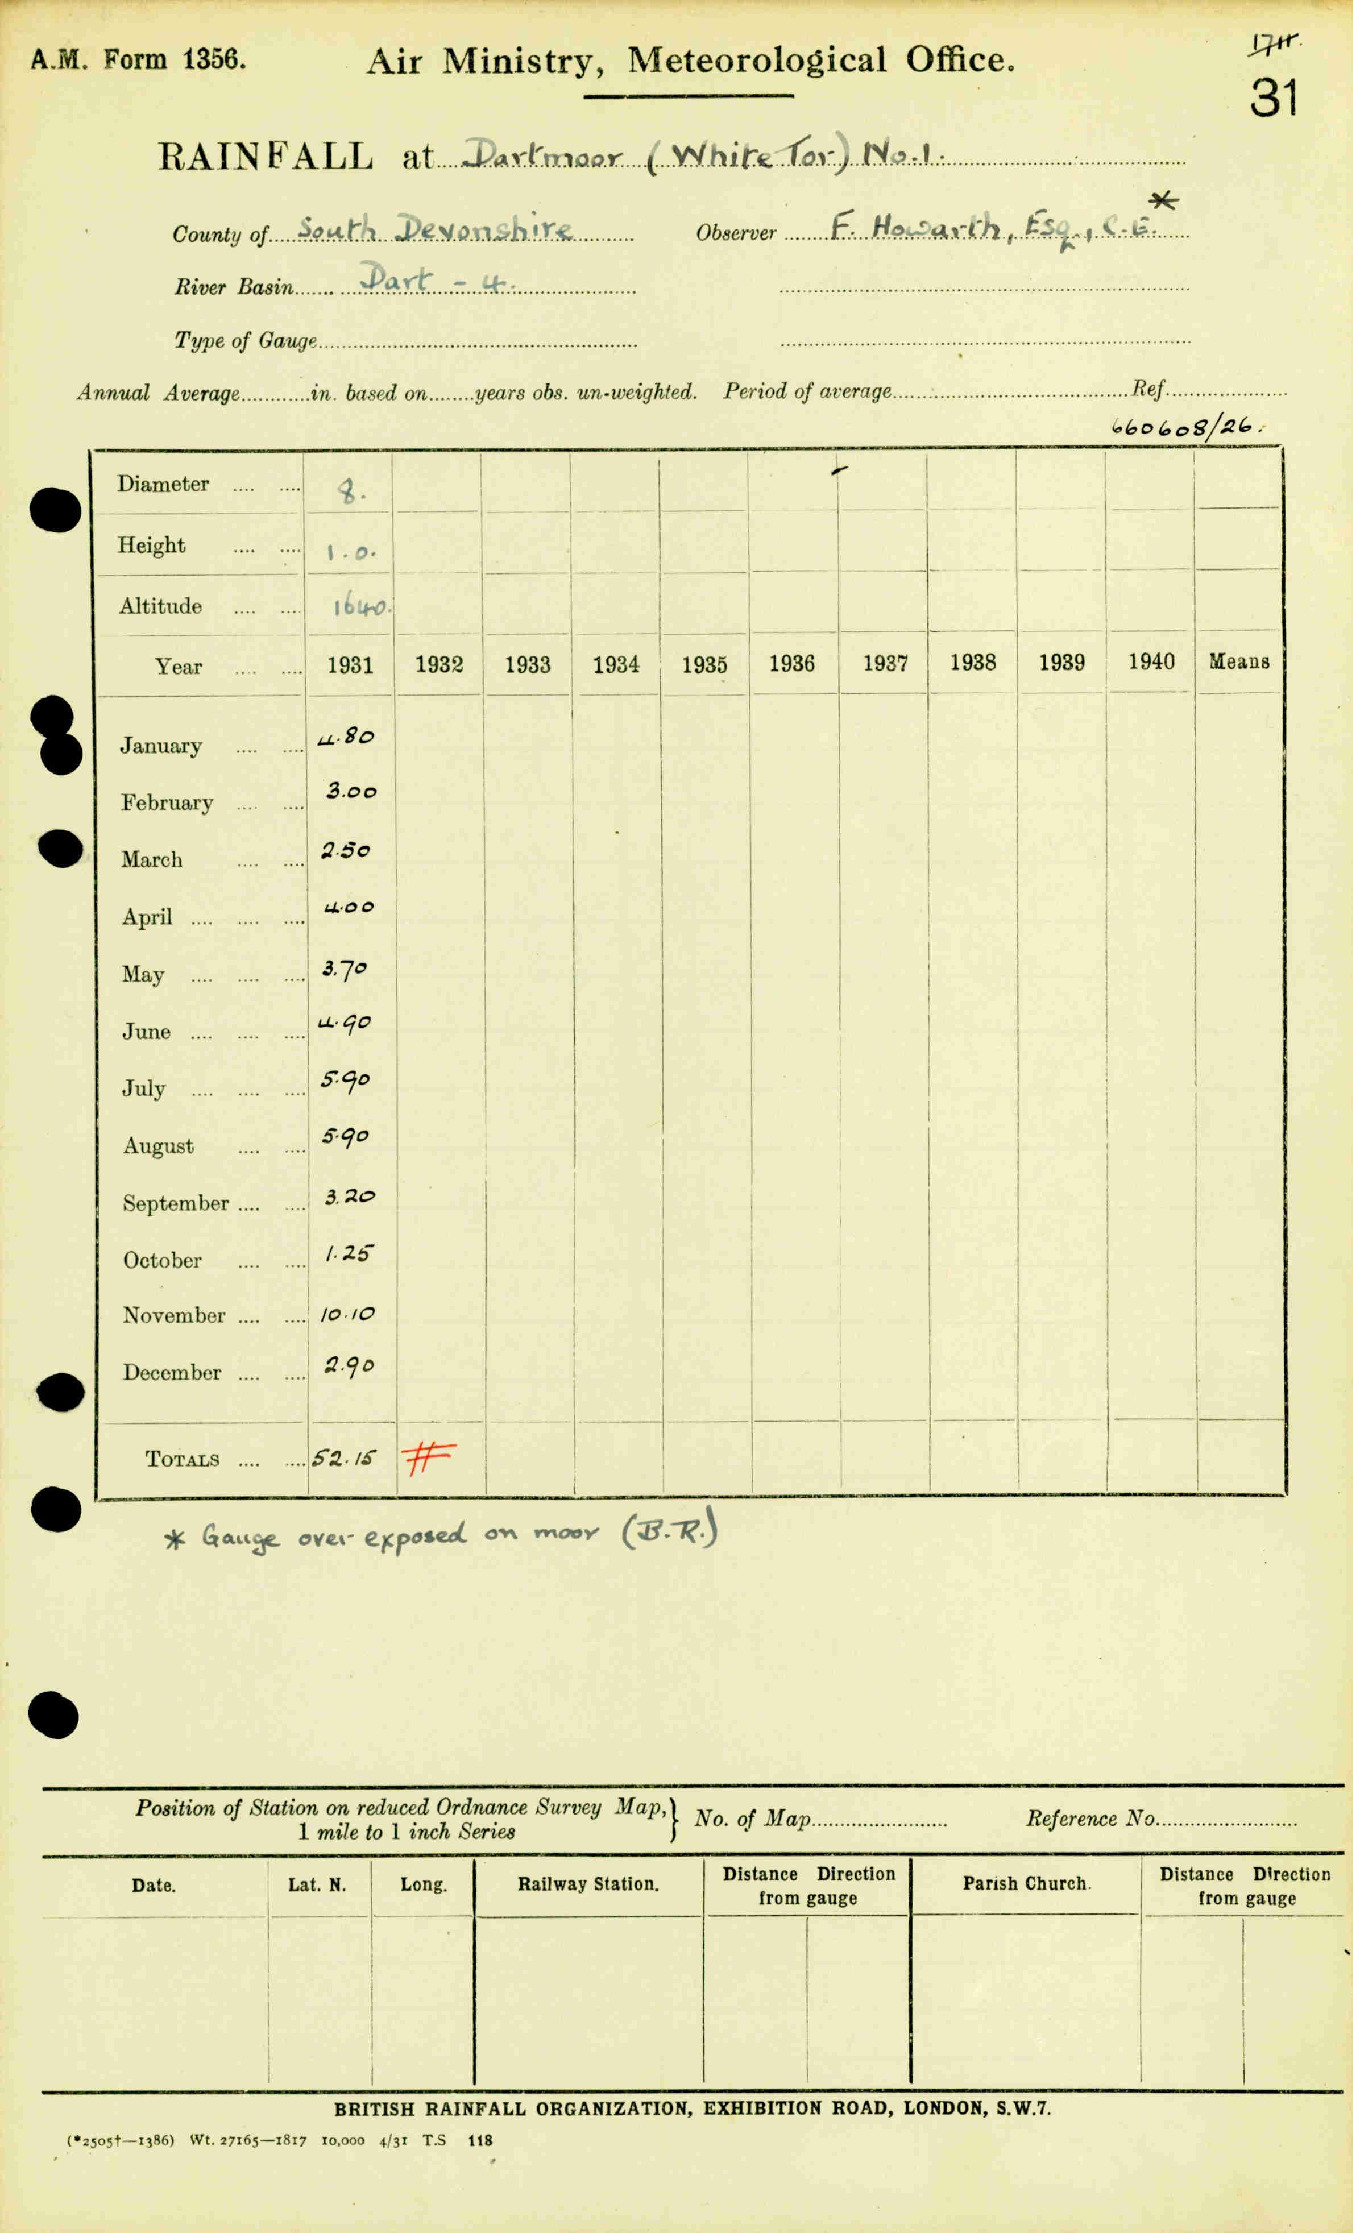 A.M. Form 1356.
Air Ministry, Meteorological Office.
31
RAINFALL at Dartmoor (White Tor) No.1.
County of South Devonshire Observer F. Howarth, Esq., C.E. *
River Basin Dart - 4.
Type of Gauge
Annual Average in. based on years obs. un-weighted. Period of average Ref.
660608/26.
Diameter 8.
Height 1.0.
Altitude 1640.
Year 1931 1932 1933 1934 1935 1936 1937 1938 1939 1940 Means
January 4.80
February 3.00
March 2.50
April 4.00
May 3.70
June 4.90
July 5.90
August 5.90
September 3.20
October 1.25
November 10.10
December 2.90
TOTALS 52.15 #
* Gauge over-exposed on moor (B.R.)
Position of Station on reduced Ordnance Survey Map, } No. of Map Reference No.
1 mile to 1 inch Series
Date. Lat. N. Long. Railway Station. Distance Direction from gauge Parish Church. Distance Direction from gauge
BRITISH RAINFALL ORGANIZATION, EXHIBITION ROAD, LONDON, S.W.7.
(*2505†—1386) Wt. 27165—1817 10,000 4/31 T.S 118